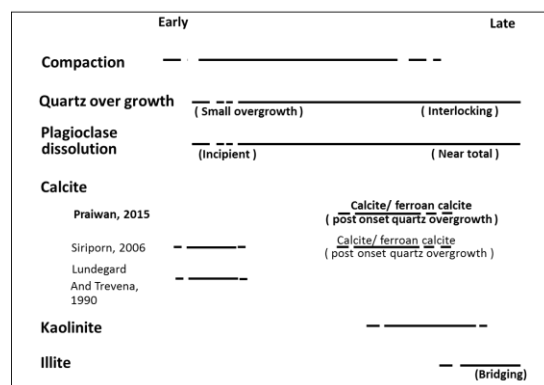 Early Late
Compaction
Quartz over growth
( Small overgrowth ) ( Interlocking )
Plagioclase
dissolution
(Incipient ) ( Near total )
Calcite
Praiwan, 2015 Calcite/ ferroan calcite
( post onset quartz overgrowth )
Siriporn, 2006 Calcite/ ferroan calcite
( post onset quartz overgrowth )
Lundegard
And Trevena,
1990
Kaolinite
Illite
(Bridging)